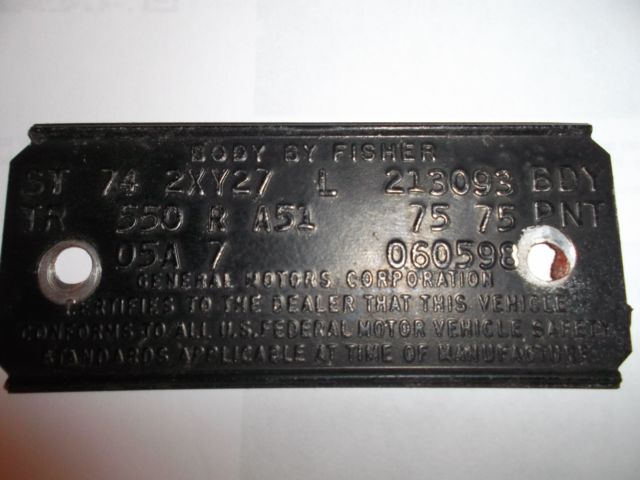 BODY BY FISHER
ST 74 2XY27 L 213093 BDY
TR 550 R A51 75 75 PNT
05A 7 060598
GENERAL MOTORS CORPORATION
CERTIFIES TO THE DEALER THAT THIS VEHICLE
CONFORMS TO ALL U.S. FEDERAL MOTOR VEHICLE SAFETY
STANDARDS APPLICABLE AT TIME OF MANUFACTURE